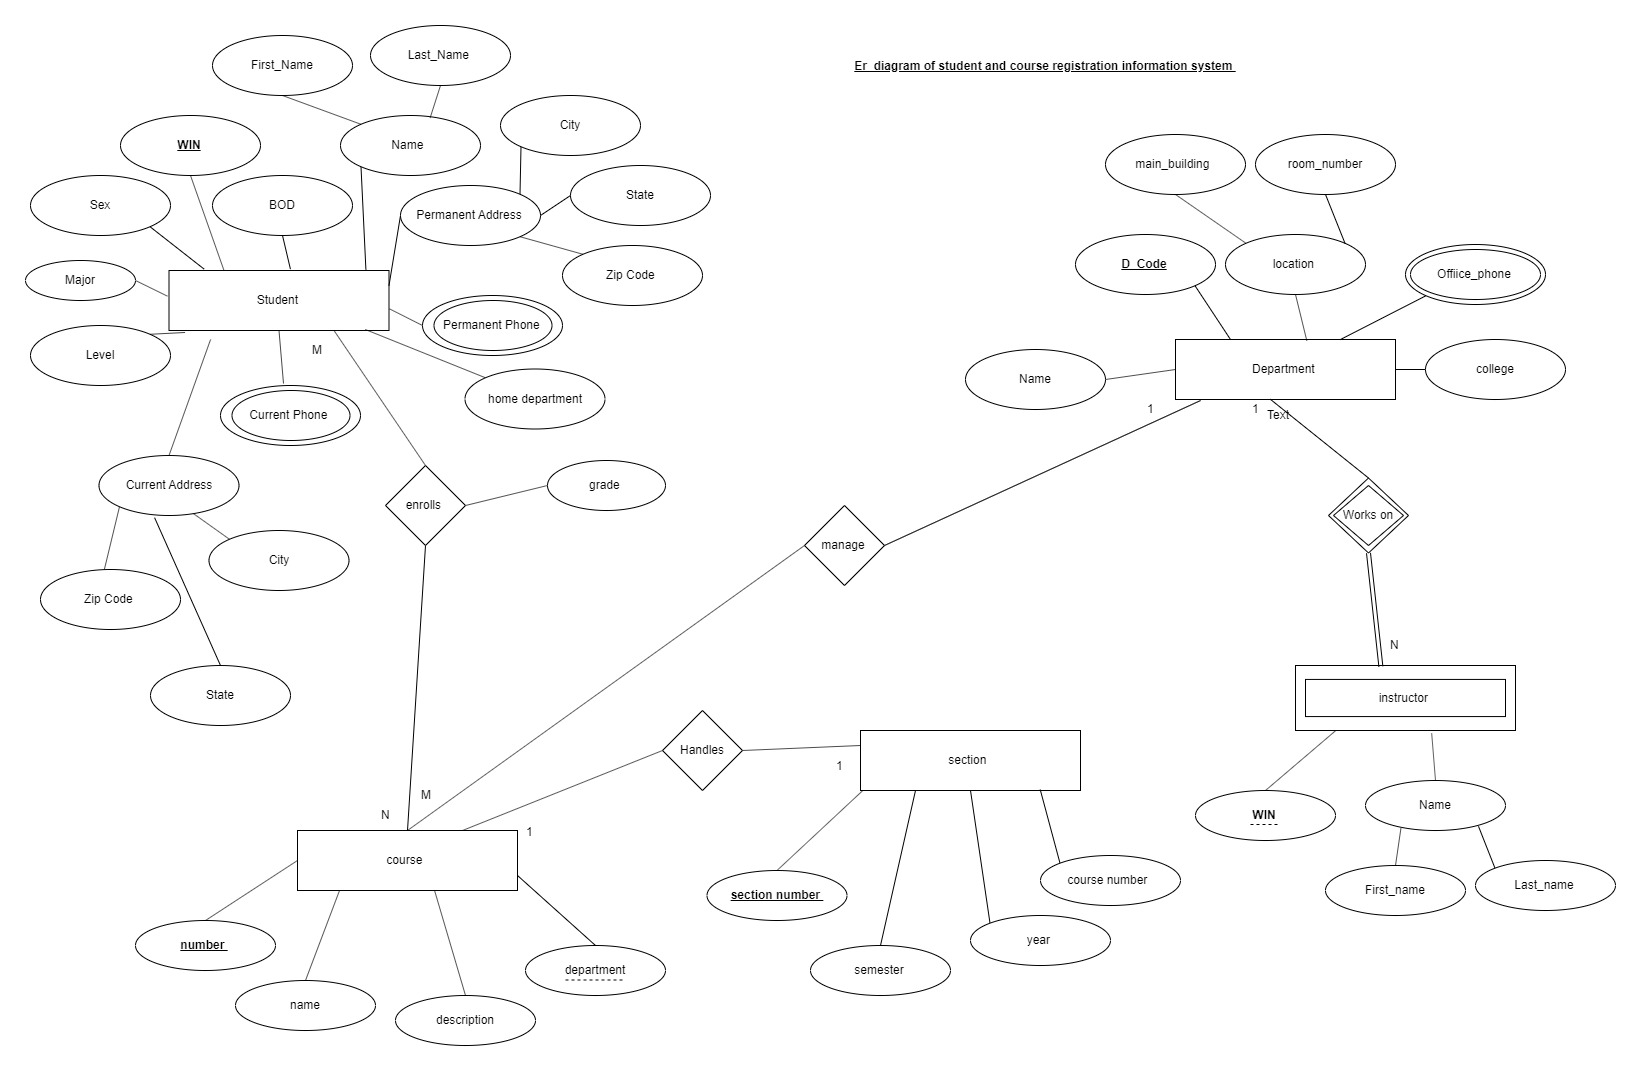 First_Name
Last_Name
Er  diagram of student and course registration information system
WIN
Name
City
main_building
room_number
Sex
BOD
Permanent Address
State
D_Code
location
Offiice_phone
Major
Zip Code
Student
Permanent Phone
Level
M
home department
Name
Department
college
Current Phone
1
1
Text
Current Address
enrolls
grade
manage
Works on
City
Zip Code
State
N
instructor
Handles
section
1
M
N
1
WIN
Name
course
section number
course number
First_name
Last_name
number
name
description
department
semester
year